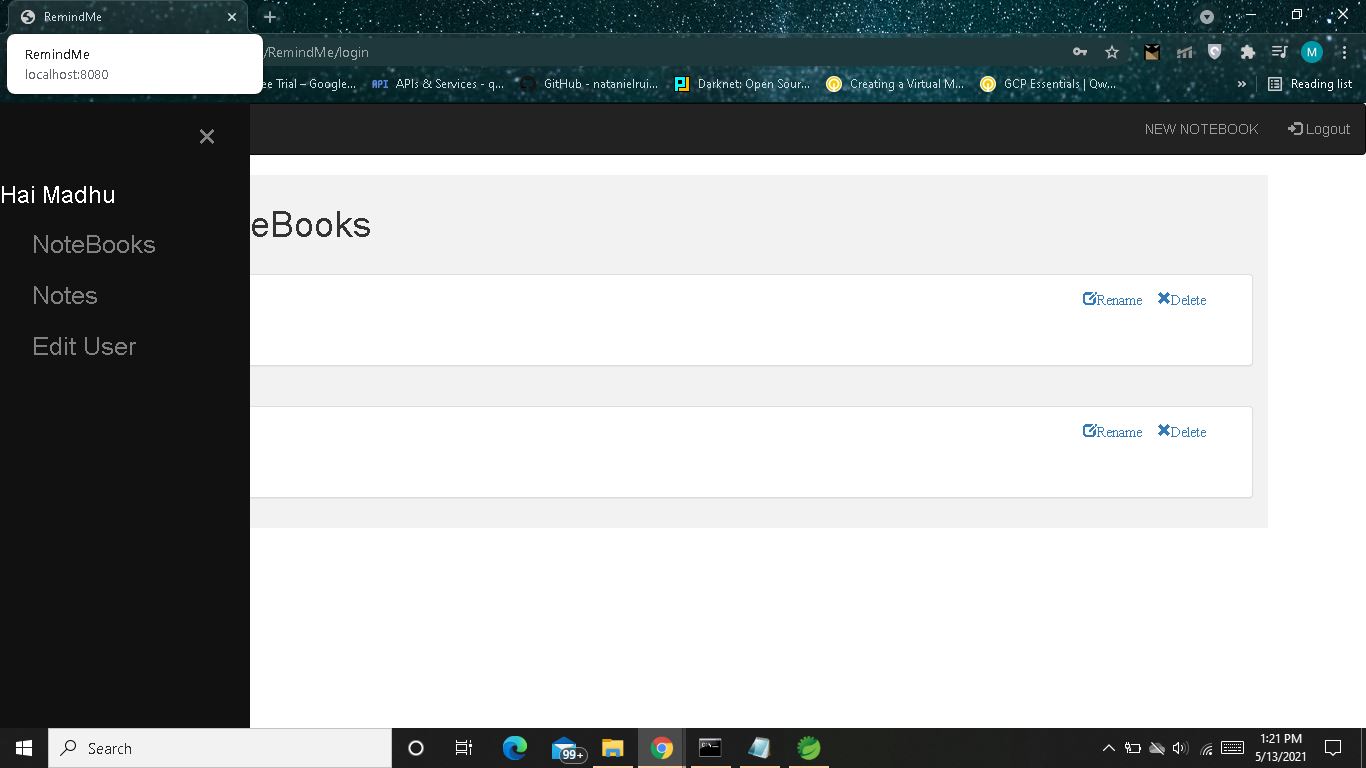 RemindMe
RemindMe
localhost:8080
/RemindMe/login
M
ee Trial – Google...
API APIs & Services - q...
GitHub - natanielrui...
Darknet: Open Sour...
Creating a Virtual M...
GCP Essentials | Qw...
»
Reading list
×
NEW NOTEBOOK
Logout
Hai Madhu
eBooks
NoteBooks
Notes
Edit User
Rename
Delete
Rename
Delete
Search
99+
1:21 PM
5/13/2021